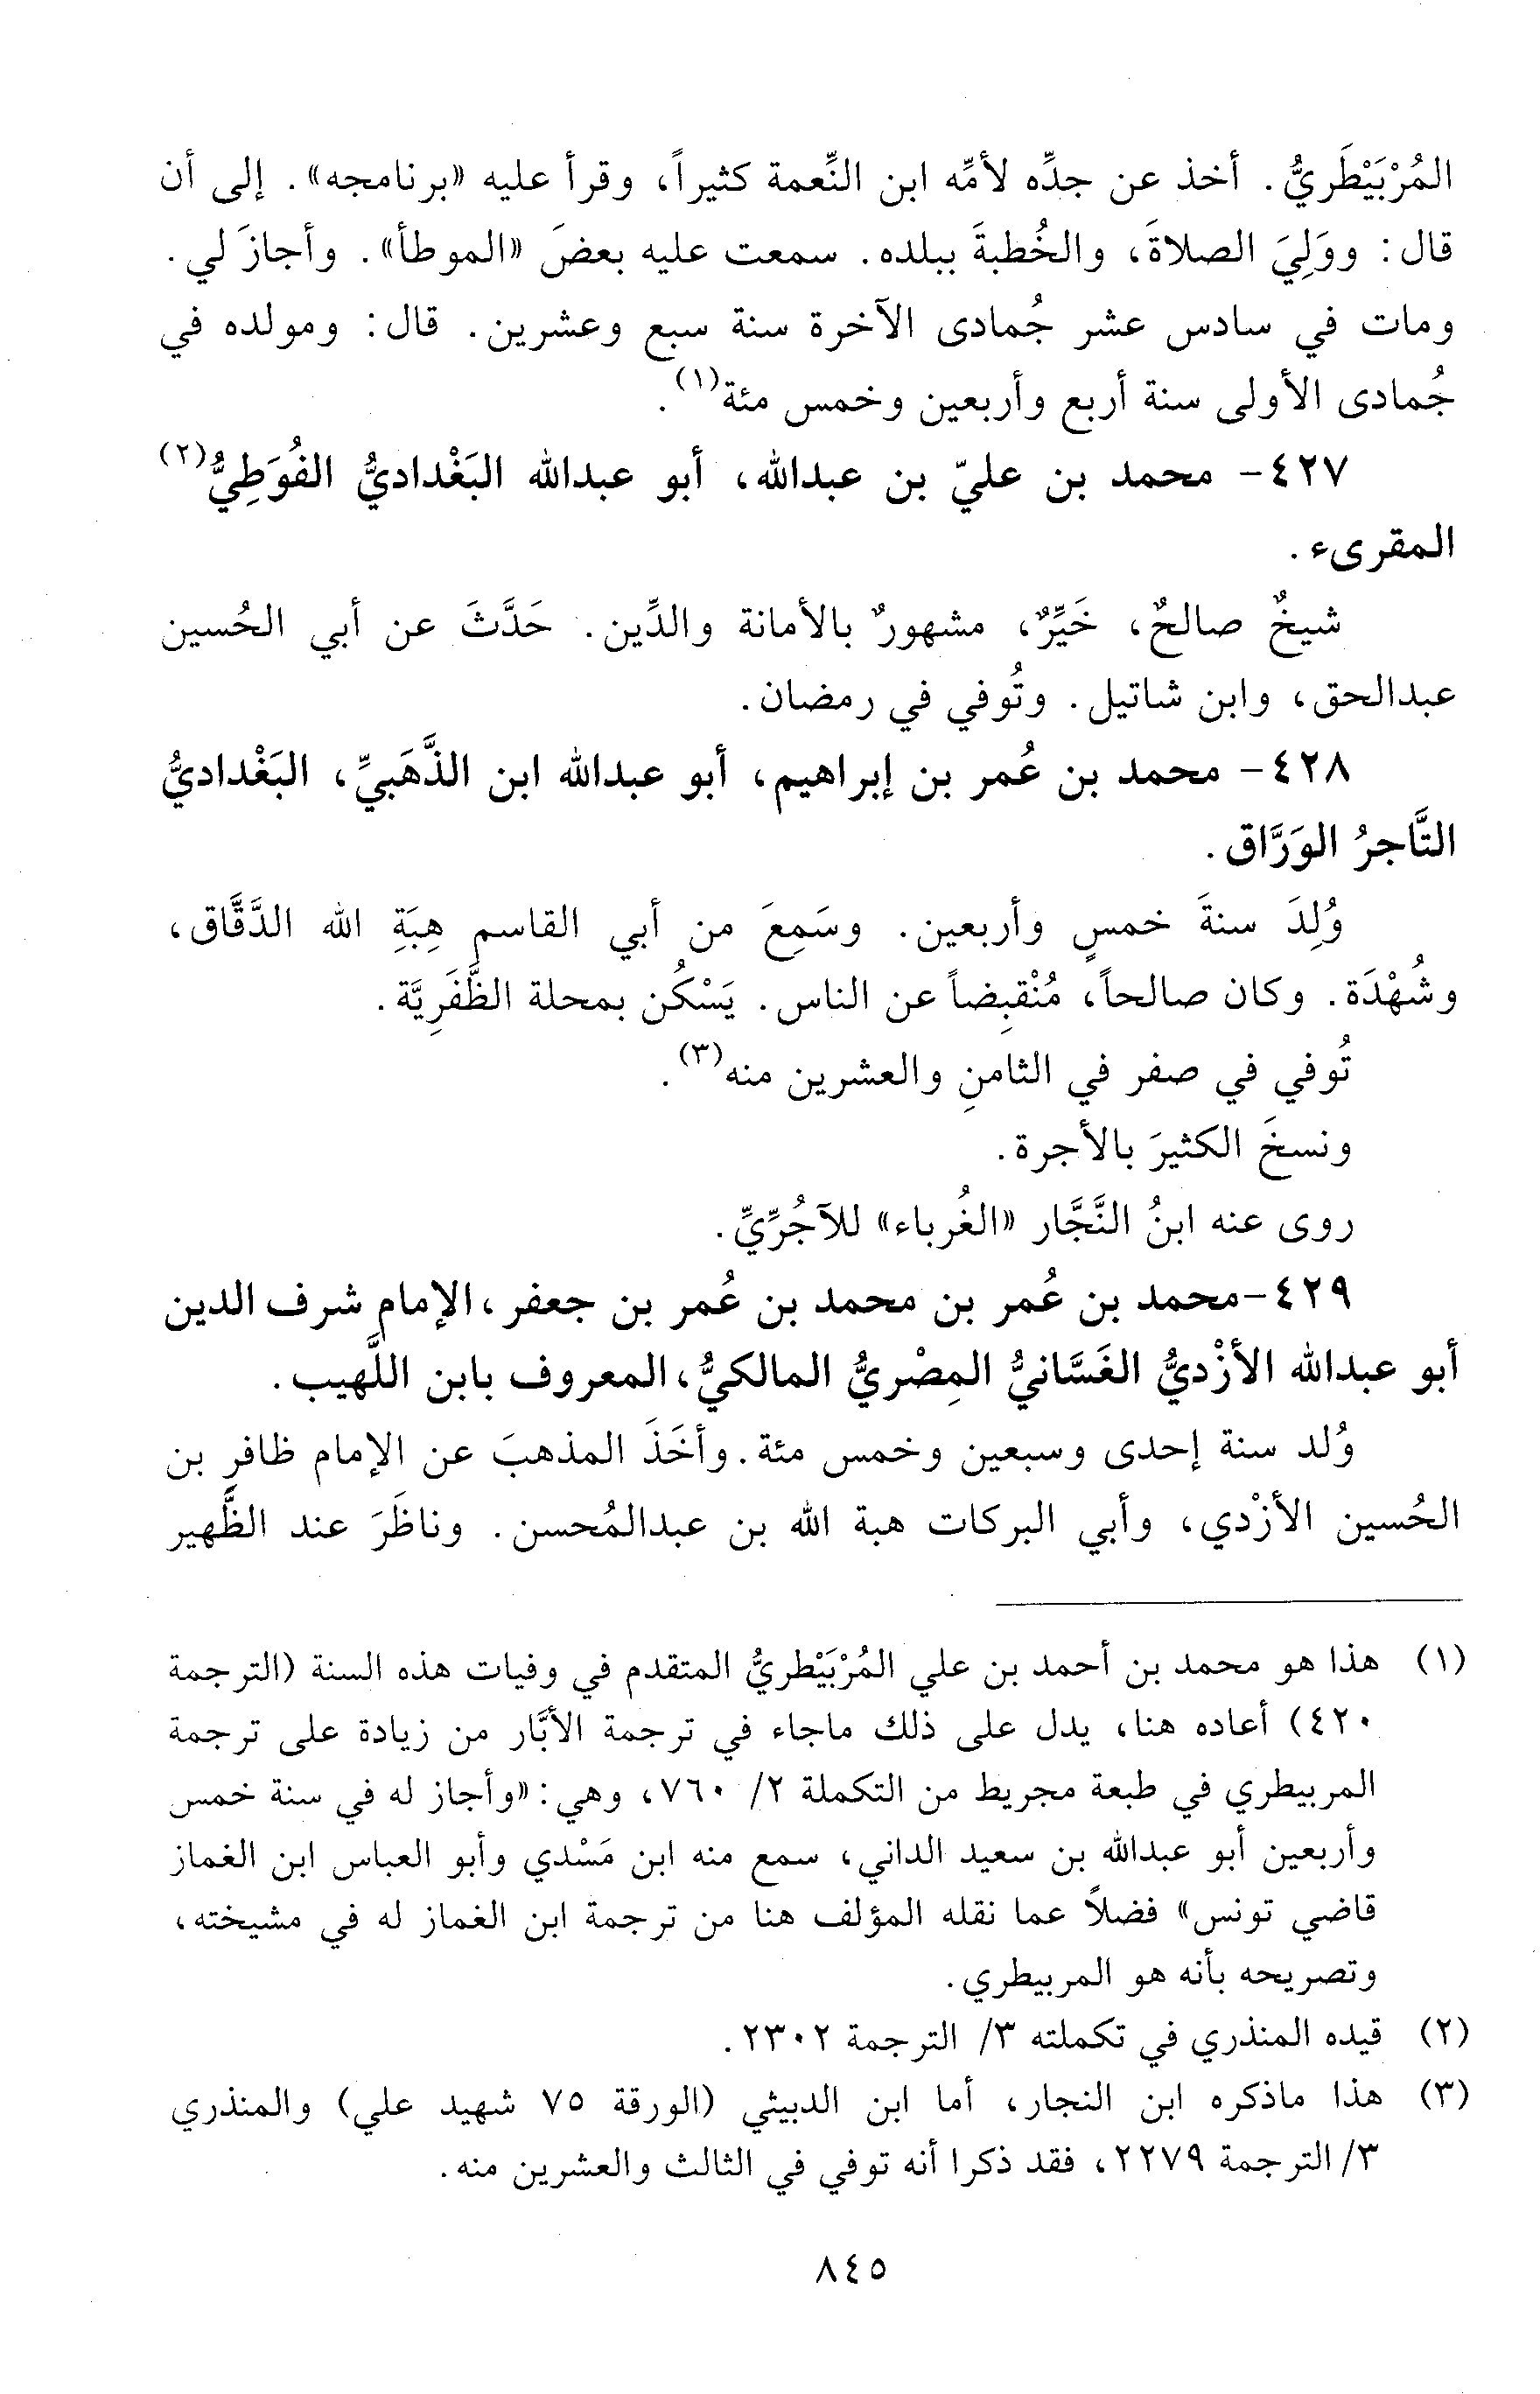 المُرْبَيْطَريُّ. أخذ عن جدِّه لأمِّه ابن النِّعمة كثيراً، وقرأ عليه «برنامجه». إلى أن
قال: ووَلِيَ الصلاةَ، والخُطبةَ ببلده. سمعت عليه بعضَ «الموطأ». وأجازَ لي.
ومات في سادس عشر جُمادى الآخرة سنة سبع وعشرين. قال: ومولده في
جُمادى الأولى سنة أربع وأربعين وخمس مئة(١).
٤٢٧- محمد بن عليّ بن عبدالله، أبو عبدالله البَغْداديُّ الفُوَطِيُّ(٢)
المقرىء.
شيخٌ صالحٌ، خَيِّرٌ، مشهورٌ بالأمانة والدِّين. حَدَّثَ عن أبي الحُسين
عبدالحق، وابن شاتيل. وتُوفي في رمضان.
٤٢٨- محمد بن عُمر بن إبراهيم، أبو عبدالله ابن الذَّهَبيِّ، البَغْداديُّ
التَّاجرُ الوَرَّاق.
وُلِدَ سنةَ خمسٍ وأربعين. وسَمِعَ من أبي القاسم هِبَةِ الله الدَّقَّاق،
وشُهْدَة. وكان صالحاً، مُنْقبِضاً عن الناس. يَسْكُن بمحلة الظَّفَرِيَّة.
تُوفي في صفر في الثامنِ والعشرين منه(٣).
ونسخَ الكثيرَ بالأجرة.
روى عنه ابنُ النَّجَّار «الغُرباء» للآجُرِّيِّ.
٤٢٩-محمد بن عُمر بن محمد بن عُمر بن جعفر، الإمام شرف الدين
أبو عبدالله الأزْديُّ الغَسَّانيُّ المِصْريُّ المالكيُّ، المعروف بابن اللَّهيب.
وُلد سنة إحدى وسبعين وخمس مئة. وأخَذَ المذهبَ عن الإمام ظافرِ بن
الحُسين الأزْدي، وأبي البركات هبة الله بن عبدالمُحسن. وناظَرَ عند الظَّهير
(١) هذا هو محمد بن أحمد بن علي المُرْبَيْطريُّ المتقدم في وفيات هذه السنة (الترجمة
٤٢٠) أعاده هنا، يدل على ذلك ماجاء في ترجمة الأبَّار من زيادة على ترجمة
المربيطري في طبعة مجريط من التكملة ٢/ ٧٦٠، وهي: «وأجاز له في سنة خمس
وأربعين أبو عبدالله بن سعيد الداني، سمع منه ابن مَسْدي وأبو العباس ابن الغماز
قاضي تونس» فضلاً عما نقله المؤلف هنا من ترجمة ابن الغماز له في مشيخته،
وتصريحه بأنه هو المربيطري.
(٢) قيده المنذري في تكملته ٣/ الترجمة ٢٣٠٢.
(٣) هذا ماذكره ابن النجار، أما ابن الدبيثي (الورقة ٧٥ شهيد علي) والمنذري
٣/ الترجمة ٢٢٧٩، فقد ذكرا أنه توفي في الثالث والعشرين منه.
٨٤٥